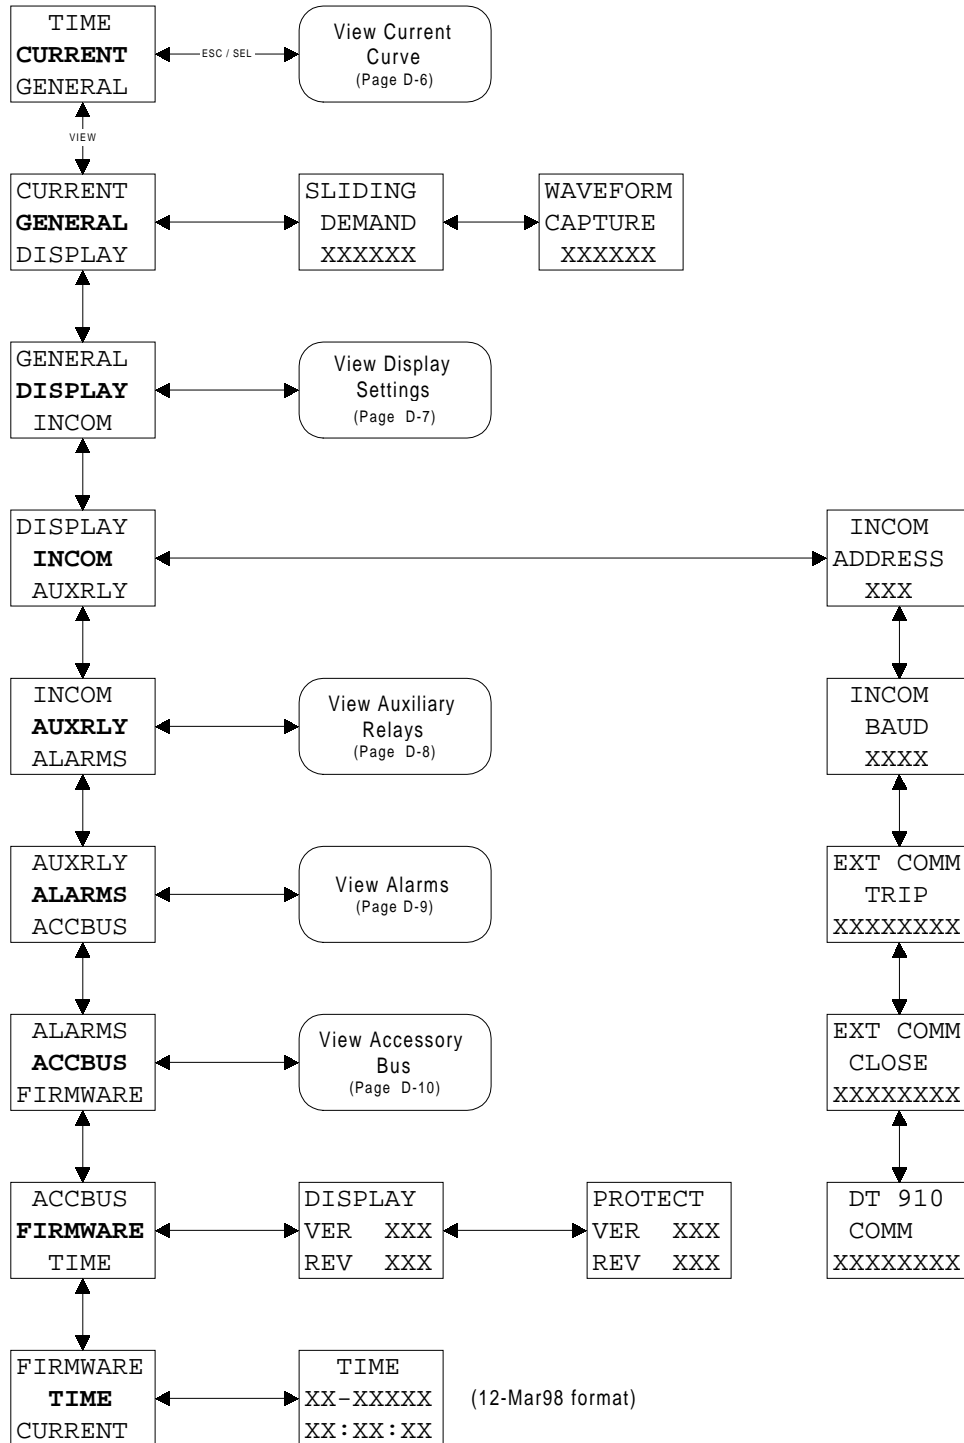 TIME
CURRENT
GENERAL
ESC / SEL
View Current
Curve
(Page D-6)
VIEW
CURRENT
GENERAL
DISPLAY
SLIDING
DEMAND
XXXXXX
WAVEFORM
CAPTURE
XXXXXX
GENERAL
DISPLAY
INCOM
View Display
Settings
(Page D-7)
DISPLAY
INCOM
AUXRLY
INCOM
ADDRESS
XXX
INCOM
AUXRLY
ALARMS
View Auxiliary
Relays
(Page D-8)
INCOM
BAUD
XXXX
AUXRLY
ALARMS
ACCBUS
View Alarms
(Page D-9)
EXT COMM
TRIP
XXXXXXXX
ALARMS
ACCBUS
FIRMWARE
View Accessory
Bus
(Page D-10)
EXT COMM
CLOSE
XXXXXXXX
ACCBUS
FIRMWARE
TIME
DISPLAY
VER XXX
REV XXX
PROTECT
VER XXX
REV XXX
DT 910
COMM
XXXXXXXX
FIRMWARE
TIME
CURRENT
TIME
XX-XXXXX
XX:XX:XX
(12-Mar98 format)